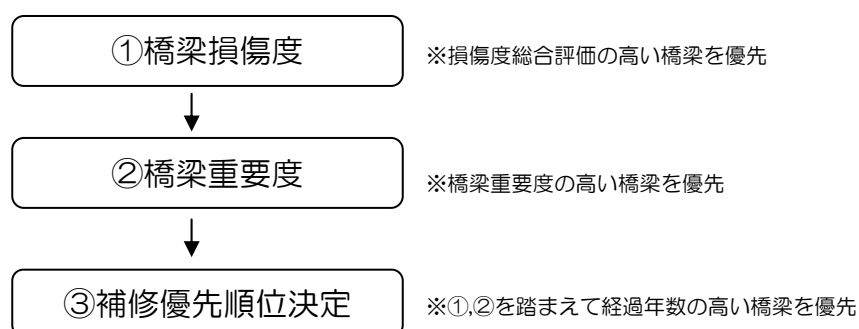 ①橋梁損傷度
※損傷度総合評価の高い橋梁を優先
②橋梁重要度
※橋梁重要度の高い橋梁を優先
③補修優先順位決定
※①,②を踏まえて経過年数の高い橋梁を優先